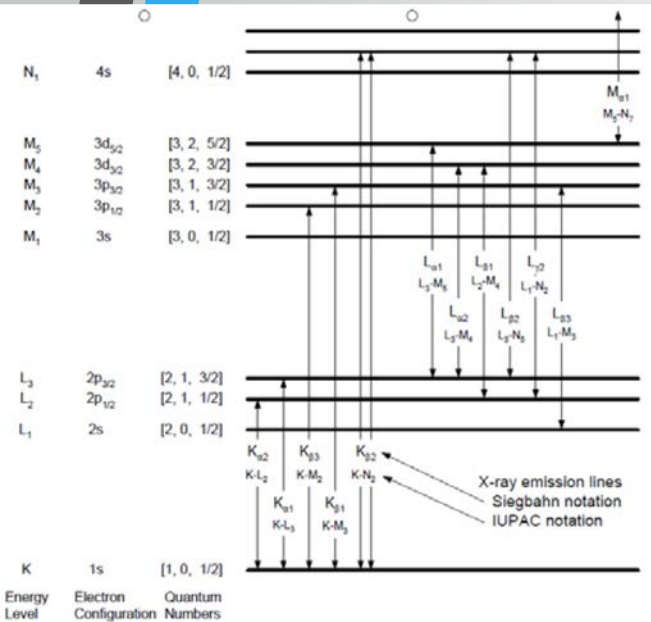 N₁ 4s [4, 0, 1/2]
Mα1
M₅-N₇
M₅ 3d5/2 [3, 2, 5/2]
M₄ 3d3/2 [3, 2, 3/2]
M₃ 3p3/2 [3, 1, 3/2]
M₂ 3p1/2 [3, 1, 1/2]
M₁ 3s [3, 0, 1/2]
Lα1 Lβ1 Lγ2
L₃-M₅ L₂-M₄ L₁-N₂
Lα2 Lβ2 Lβ3
L₃-M₄ L₃-N₅ L₁-M₃
L₃ 2p3/2 [2, 1, 3/2]
L₂ 2p1/2 [2, 1, 1/2]
L₁ 2s [2, 0, 1/2]
Kα2 Kβ3 Kβ2
K-L₂ K-M₂ K-N₂
X-ray emission lines
Siegbahn notation
IUPAC notation
Kα1 Kβ1
K-L₃ K-M₃
K 1s [1, 0, 1/2]
Energy Electron Quantum
Level Configuration Numbers